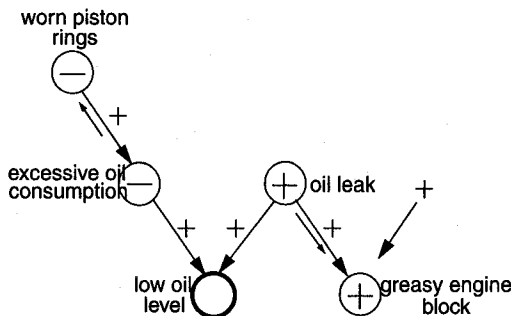 worn piston
rings
−
+
excessive oil
consumption
−
+
oil leak
+
+
+
+
low oil
level
+
greasy engine
block